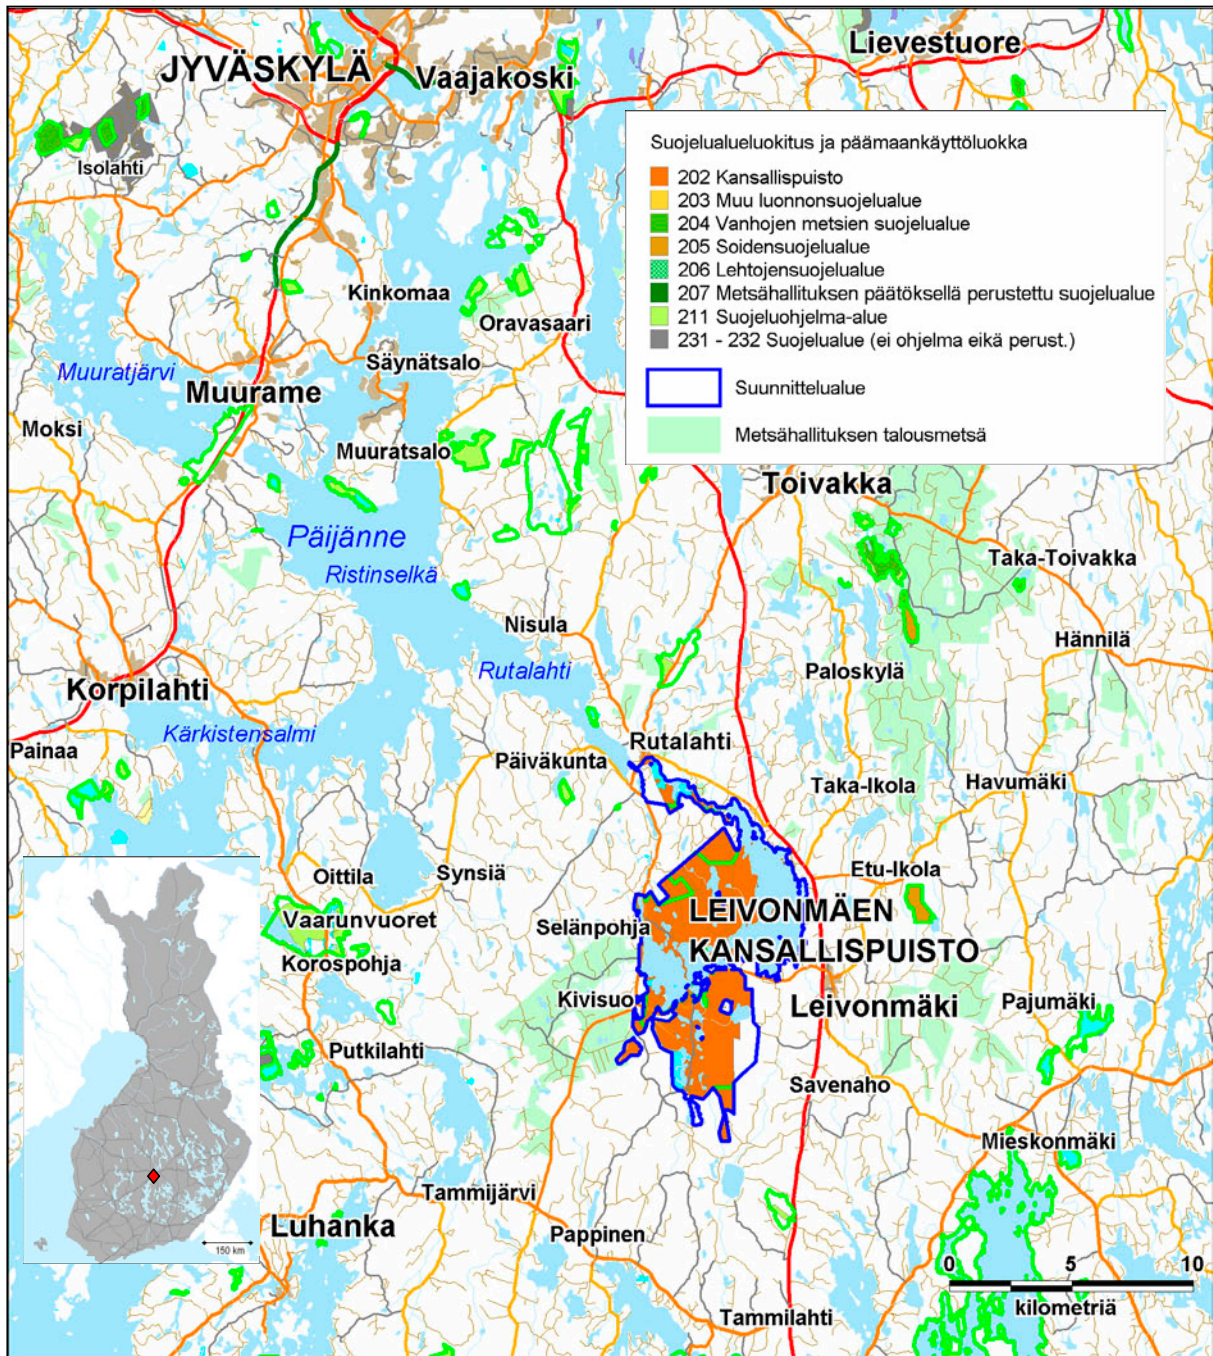 JYVÄSKYLÄ
Vaajakoski
Lievestuore
Isolahti
Suojelualueluokitus ja päämaankäyttöluokka
202 Kansallispuisto
203 Muu luonnonsuojelualue
204 Vanhojen metsien suojelualue
205 Soidensuojelualue
206 Lehtojensuojelualue
207 Metsähallituksen päätöksellä perustettu suojelualue
211 Suojeluohjelma-alue
231 - 232 Suojelualue (ei ohjelma eikä perust.)
Suunnittelualue
Metsähallituksen talousmetsä
Kinkomaa
Oravasaari
Säynätsalo
Muuratjärvi
Muurame
Moksi
Muuratsalo
Toivakka
Päijänne
Ristinselkä
Taka-Toivakka
Nisula
Hännilä
Rutalahti
Paloskylä
Korpilahti
Kärkistensalmi
Painaa
Rutalahti
Päiväkunta
Taka-Ikola
Havumäki
Oittila
Synsiä
Etu-Ikola
Vaarunvuoret
Selänpohja
LEIVONMÄEN
KANSALLISPUISTO
Korospohja
Kivisuo
Leivonmäki
Pajumäki
Putkilahti
Savenaho
Mieskonmäki
Tammijärvi
Luhanka
Pappinen
150 km
0 5 10
kilometriä
Tammilahti